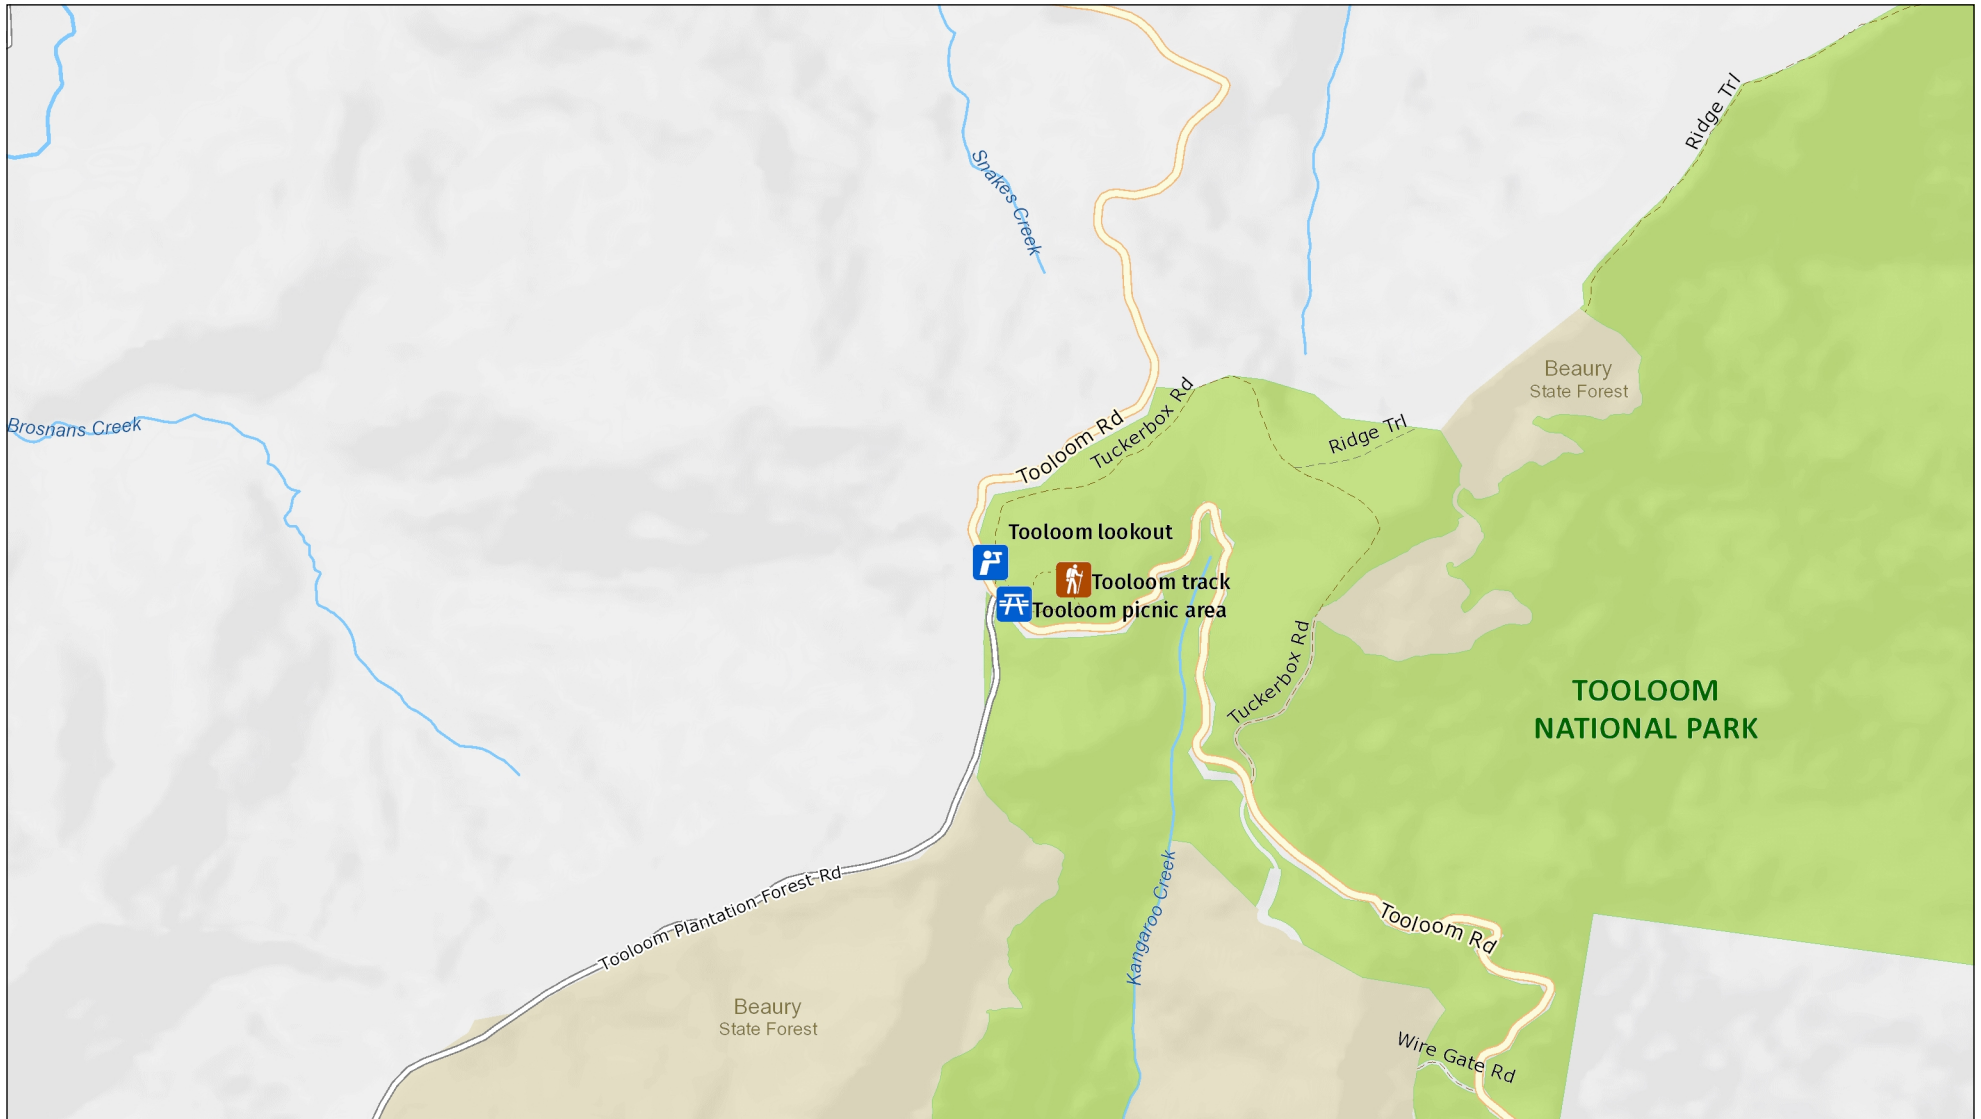 Ridge Trl
Snakes Creek
Beaury
State Forest
Brosnans Creek
Tooloom Rd
Tuckerbox Rd
Ridge Trl
Tooloom lookout
Tooloom track
Tooloom picnic area
Tuckerbox Rd
TOOLOOM
NATIONAL PARK
Tooloom Plantation Forest Rd
Kangaroo Creek
Tooloom Rd
Beaury
State Forest
Wire Gate Rd